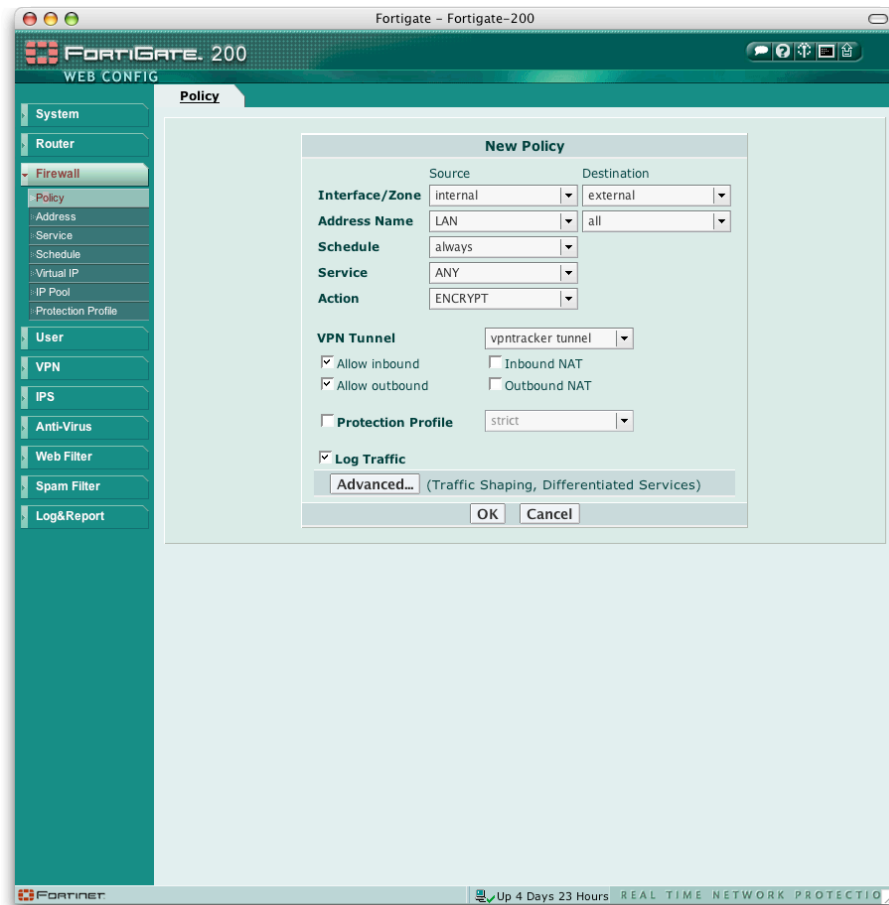 Fortigate – Fortigate-200
FORTIGATE. 200
WEB CONFIG
Policy
System
Router
Firewall
Policy
Address
Service
Schedule
Virtual IP
IP Pool
Protection Profile
User
VPN
IPS
Anti-Virus
Web Filter
Spam Filter
Log&Report
New Policy
Source Destination
Interface/Zone internal external
Address Name LAN all
Schedule always
Service ANY
Action ENCRYPT
VPN Tunnel vpntracker tunnel
Allow inbound Inbound NAT
Allow outbound Outbound NAT
Protection Profile strict
Log Traffic
Advanced... (Traffic Shaping, Differentiated Services)
OK Cancel
FORTINET Up 4 Days 23 Hours REAL TIME NETWORK PROTECTIO